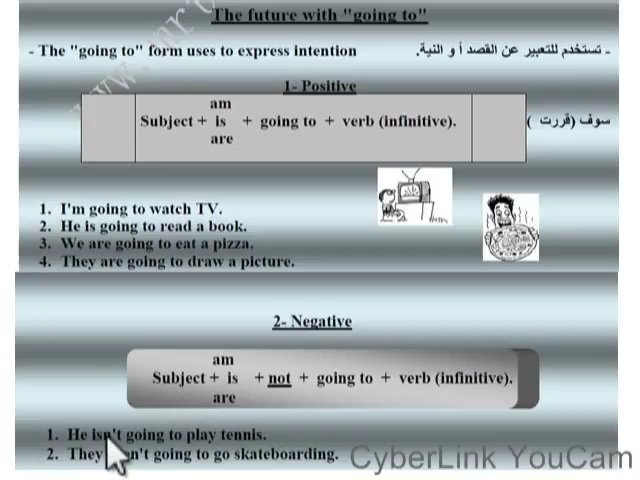 The future with "going to"
- The "going to" form uses to express intention
- تستخدم للتعبير عن القصد أو النية.
1- Positive
am
Subject + is + going to + verb (infinitive).
are
سوف (قررت )
1. I'm going to watch TV.
2. He is going to read a book.
3. We are going to eat a pizza.
4. They are going to draw a picture.
2- Negative
am
Subject + is + not + going to + verb (infinitive).
are
1. He isn't going to play tennis.
2. They going to go skateboarding.
CyberLink YouCam